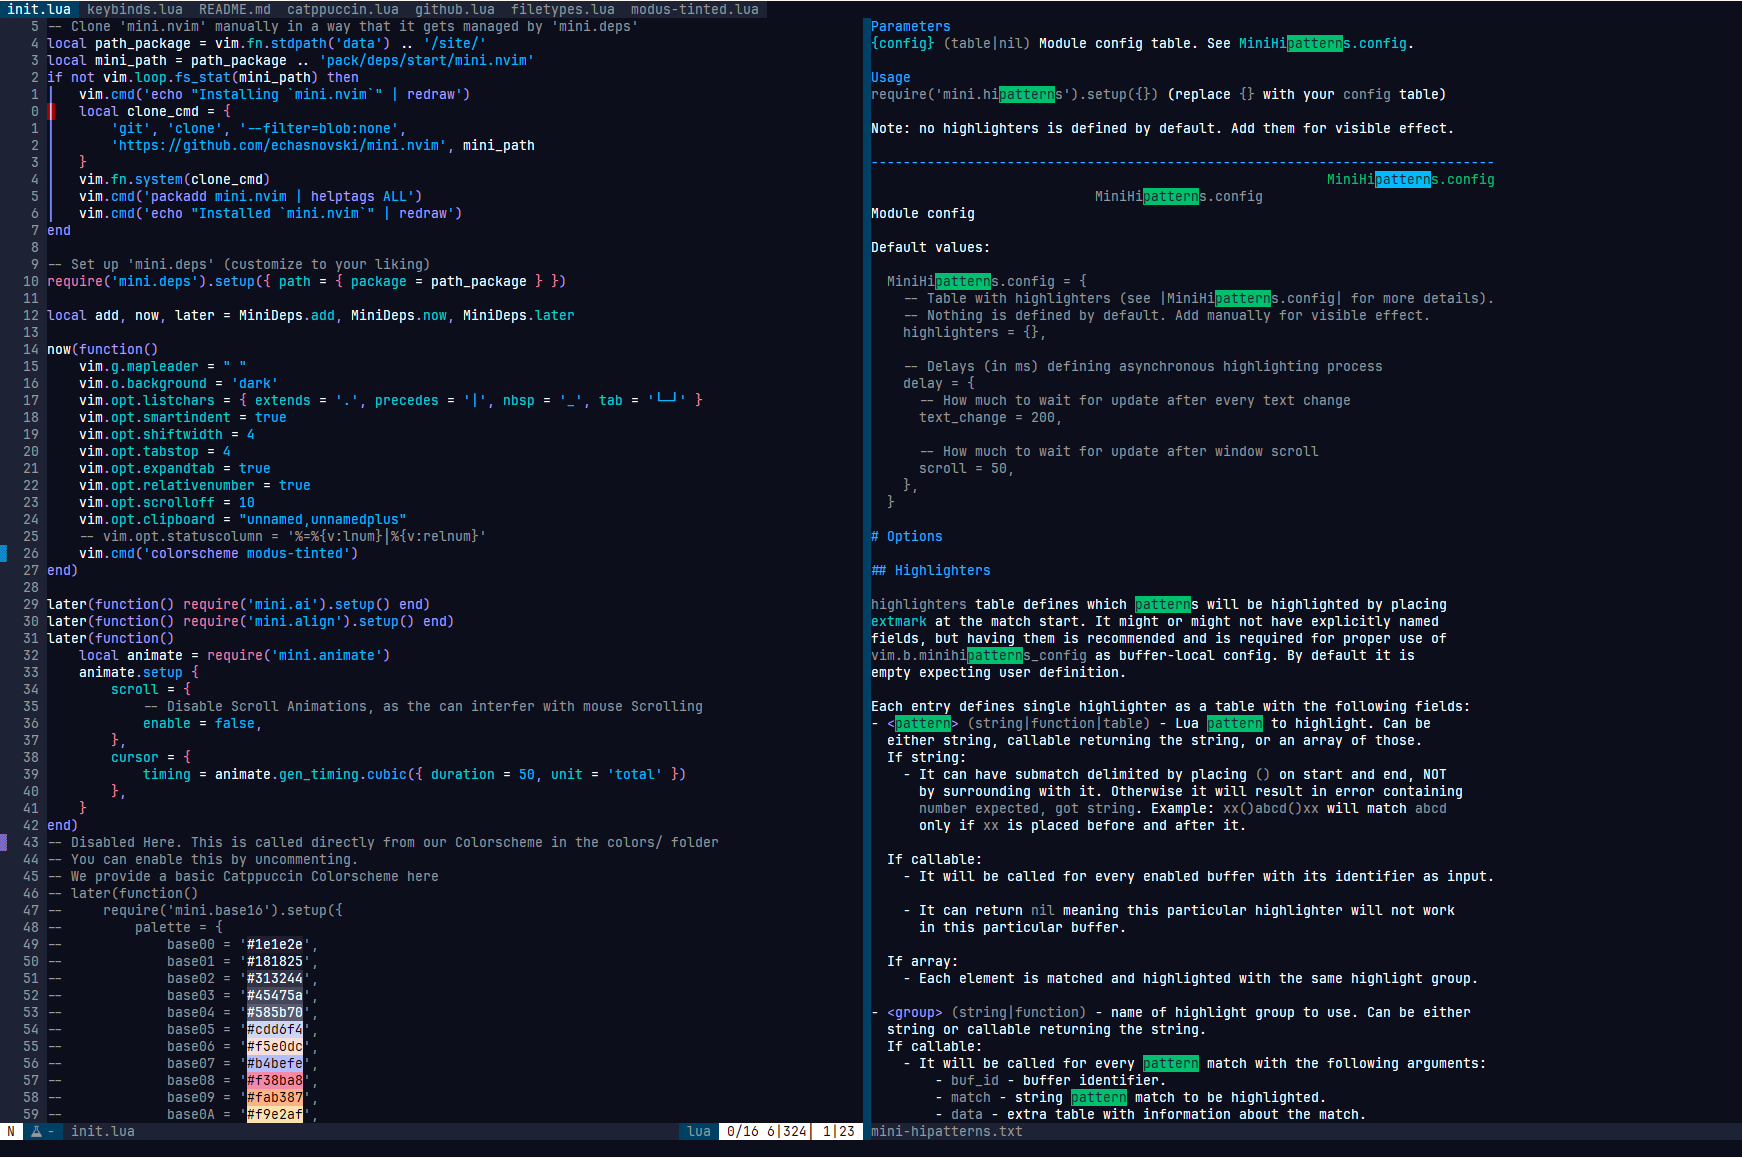 init.lua  keybinds.lua  README.md  catppuccin.lua  github.lua  filetypes.lua  modus-tinted.lua
5 -- Clone 'mini.nvim' manually in a way that it gets managed by 'mini.deps'
4 local path_package = vim.fn.stdpath('data') .. '/site/'
3 local mini_path = path_package .. 'pack/deps/start/mini.nvim'
2 if not vim.loop.fs_stat(mini_path) then
1     vim.cmd('echo "Installing `mini.nvim`" | redraw')
0     local clone_cmd = {
1         'git', 'clone', '--filter=blob:none',
2         'https://github.com/echasnovski/mini.nvim', mini_path
3     }
4     vim.fn.system(clone_cmd)
5     vim.cmd('packadd mini.nvim | helptags ALL')
6     vim.cmd('echo "Installed `mini.nvim`" | redraw')
7 end
8
9 -- Set up 'mini.deps' (customize to your liking)
10 require('mini.deps').setup({ path = { package = path_package } })
11
12 local add, now, later = MiniDeps.add, MiniDeps.now, MiniDeps.later
13
14 now(function()
15     vim.g.mapleader = " "
16     vim.o.background = 'dark'
17     vim.opt.listchars = { extends = '.', precedes = '|', nbsp = '_', tab = '└─┘' }
18     vim.opt.smartindent = true
19     vim.opt.shiftwidth = 4
20     vim.opt.tabstop = 4
21     vim.opt.expandtab = true
22     vim.opt.relativenumber = true
23     vim.opt.scrolloff = 10
24     vim.opt.clipboard = "unnamed,unnamedplus"
25     -- vim.opt.statuscolumn = '%=%{v:lnum}|%{v:relnum}'
26     vim.cmd('colorscheme modus-tinted')
27 end)
28
29 later(function() require('mini.ai').setup() end)
30 later(function() require('mini.align').setup() end)
31 later(function()
32     local animate = require('mini.animate')
33     animate.setup {
34         scroll = {
35             -- Disable Scroll Animations, as the can interfer with mouse Scrolling
36             enable = false,
37         },
38         cursor = {
39             timing = animate.gen_timing.cubic({ duration = 50, unit = 'total' })
40         },
41     }
42 end)
43 -- Disabled Here. This is called directly from our Colorscheme in the colors/ folder
44 -- You can enable this by uncommenting.
45 -- We provide a basic Catppuccin Colorscheme here
46 -- later(function()
47 --     require('mini.base16').setup({
48 --         palette = {
49 --             base00 = '#1e1e2e',
50 --             base01 = '#181825',
51 --             base02 = '#313244',
52 --             base03 = '#45475a',
53 --             base04 = '#585b70',
54 --             base05 = '#cdd6f4',
55 --             base06 = '#f5e0dc',
56 --             base07 = '#b4befe',
57 --             base08 = '#f38ba8',
58 --             base09 = '#fab387',
59 --             base0A = '#f9e2af',
N  -  init.lua  lua  0/16 6|324| 1|23
Parameters
{config} (table|nil) Module config table. See MiniHipatterns.config.

Usage
require('mini.hipatterns').setup({}) (replace {} with your config table)

Note: no highlighters is defined by default. Add them for visible effect.

------------------------------------------------------------------------------
MiniHipatterns.config
MiniHipatterns.config
Module config

Default values:

  MiniHipatterns.config = {
    -- Table with highlighters (see |MiniHipatterns.config| for more details).
    -- Nothing is defined by default. Add manually for visible effect.
    highlighters = {},

    -- Delays (in ms) defining asynchronous highlighting process
    delay = {
      -- How much to wait for update after every text change
      text_change = 200,

      -- How much to wait for update after window scroll
      scroll = 50,
    },
  }

# Options

## Highlighters

highlighters table defines which patterns will be highlighted by placing
extmark at the match start. It might or might not have explicitly named
fields, but having them is recommended and is required for proper use of
vim.b.minihipatterns_config as buffer-local config. By default it is
empty expecting user definition.

Each entry defines single highlighter as a table with the following fields:
- <pattern> (string|function|table) - Lua pattern to highlight. Can be
  either string, callable returning the string, or an array of those.
  If string:
    - It can have submatch delimited by placing () on start and end, NOT
      by surrounding with it. Otherwise it will result in error containing
      number expected, got string. Example: xx()abcd()xx will match abcd
      only if xx is placed before and after it.

  If callable:
    - It will be called for every enabled buffer with its identifier as input.

    - It can return nil meaning this particular highlighter will not work
      in this particular buffer.

  If array:
    - Each element is matched and highlighted with the same highlight group.

- <group> (string|function) - name of highlight group to use. Can be either
  string or callable returning the string.
  If callable:
    - It will be called for every pattern match with the following arguments:
        - buf_id - buffer identifier.
        - match - string pattern match to be highlighted.
        - data - extra table with information about the match.
mini-hipatterns.txt